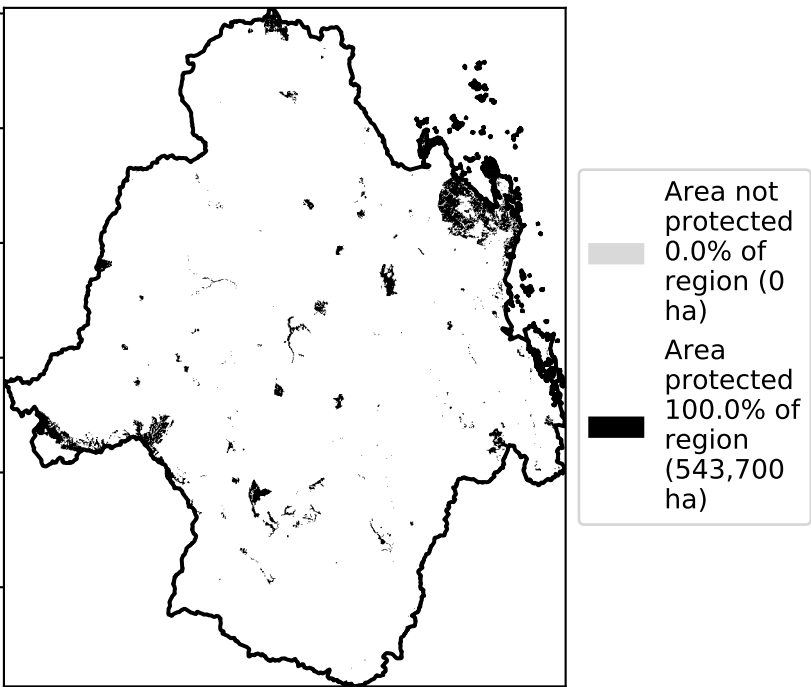 Area not
protected
0.0% of
region (0
ha)
Area
protected
100.0% of
region
(543,700
ha)